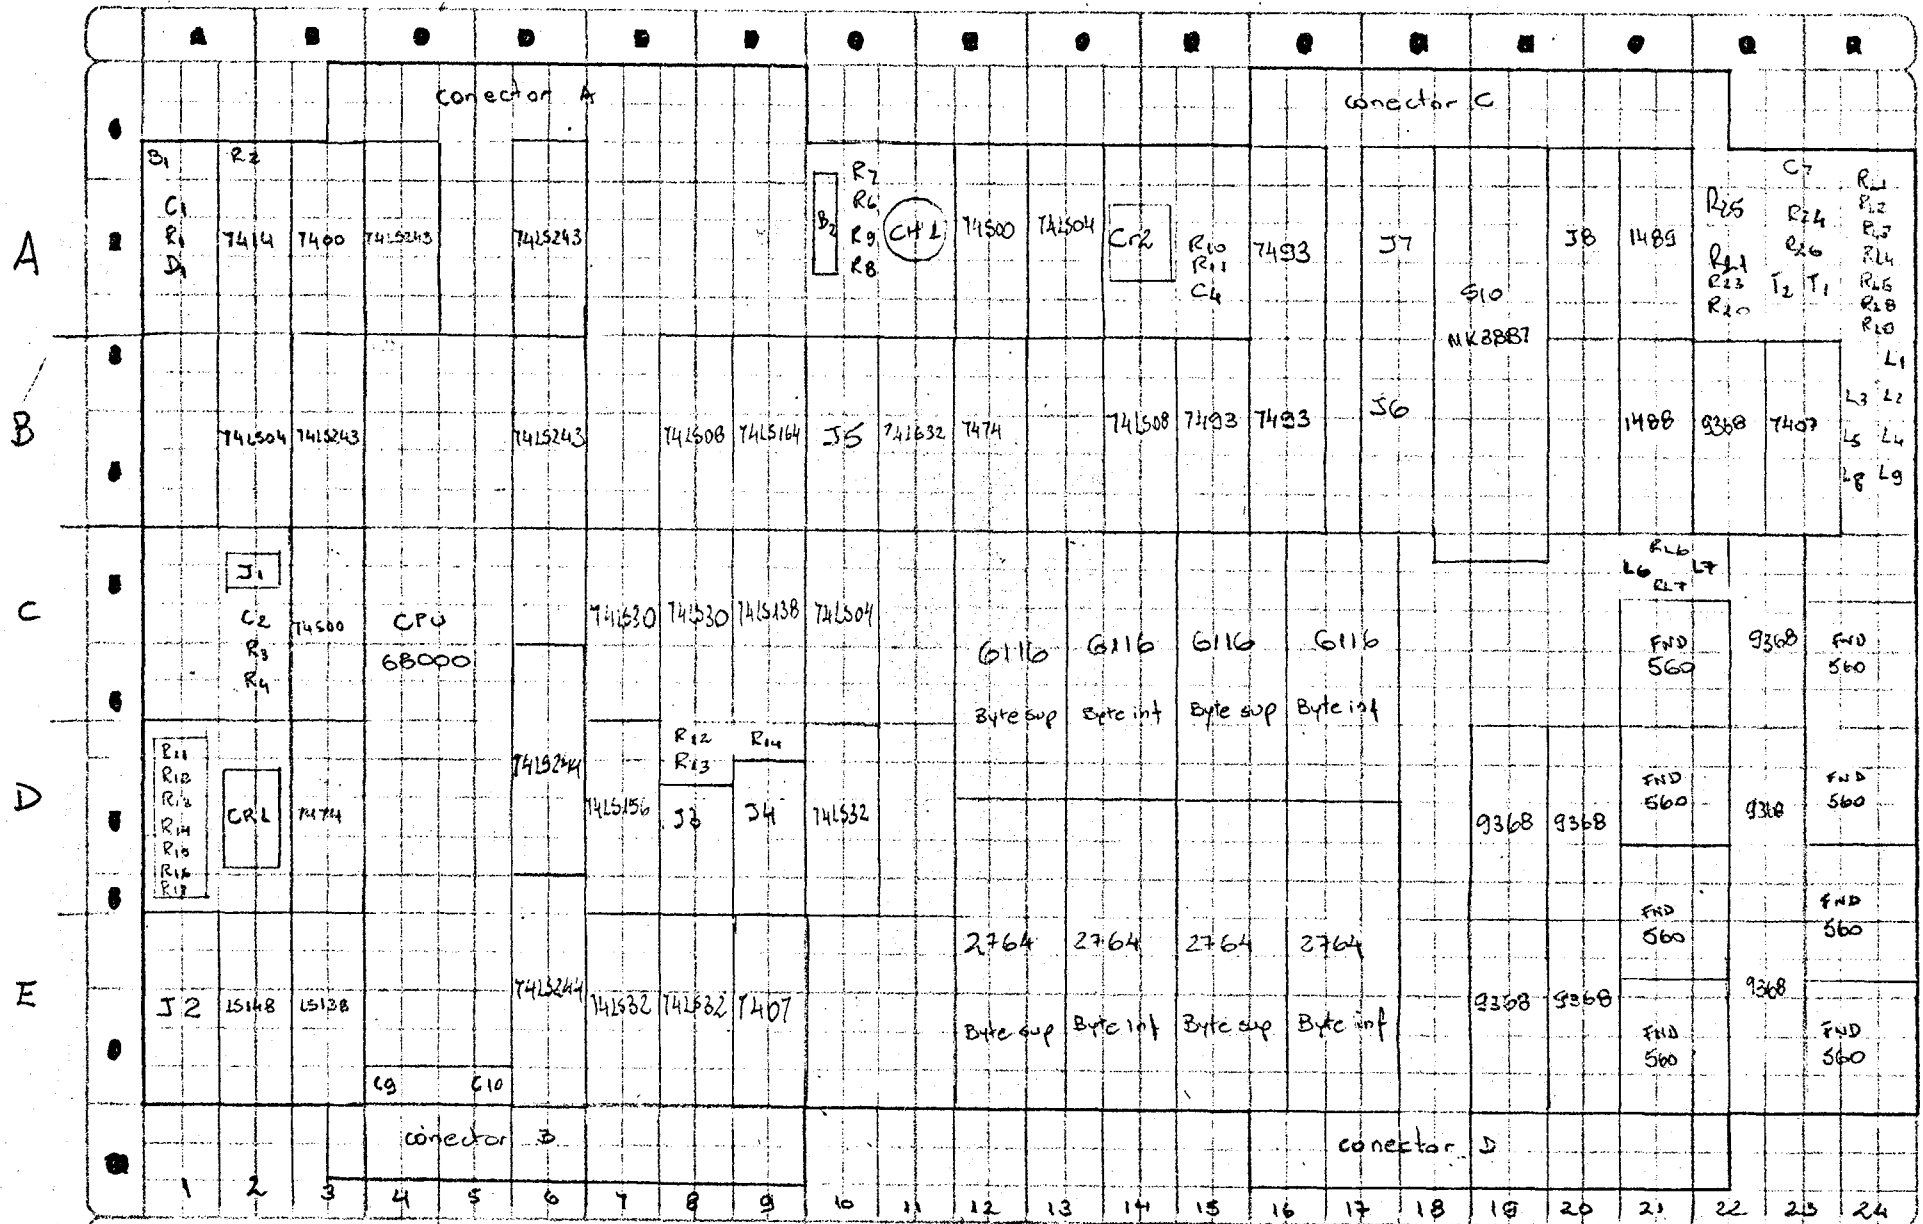 conector A
conector C
A
B1
R2
C1
R1
D1
7414
7400
74LS243
74LS243
B2
R7
R6
R9
R8
CH1
74S00
74LS04
Cr2
R10
R11
C4
7493
J7
SIO
MK3887
J8
1489
R25
C7
R24
R26
R23
T2
T1
L1
B
74LS04
74LS243
74LS243
74LS08
74LS164
J5
74LS32
7474
74LS08
7493
7493
J6
1488
9368
7407
L3
L2
L5
L4
L8
L9
C
J1
C2
R3
R4
74S00
CPU
68000
74LS30
74LS30
74LS138
74LS04
6116
6116
6116
6116
Byte sup
Byte inf
Byte sup
Byte inf
RL6
L6
L7
RL7
FND
560
9368
FND
560
D
CR1
7474
74LS244
74LS156
R12
R13
J3
R14
J4
74LS32
9368
9368
FND
560
9368
FND
560
FND
560
FND
560
E
J2
LS148
LS138
74LS244
74LS32
74LS32
7407
2764
2764
2764
2764
Byte sup
Byte inf
Byte sup
Byte inf
9368
9368
9368
FND
560
FND
560
C9
C10
conector B
conector D
1
2
3
4
5
6
7
8
9
10
11
12
13
14
15
16
17
18
19
20
21
22
23
24